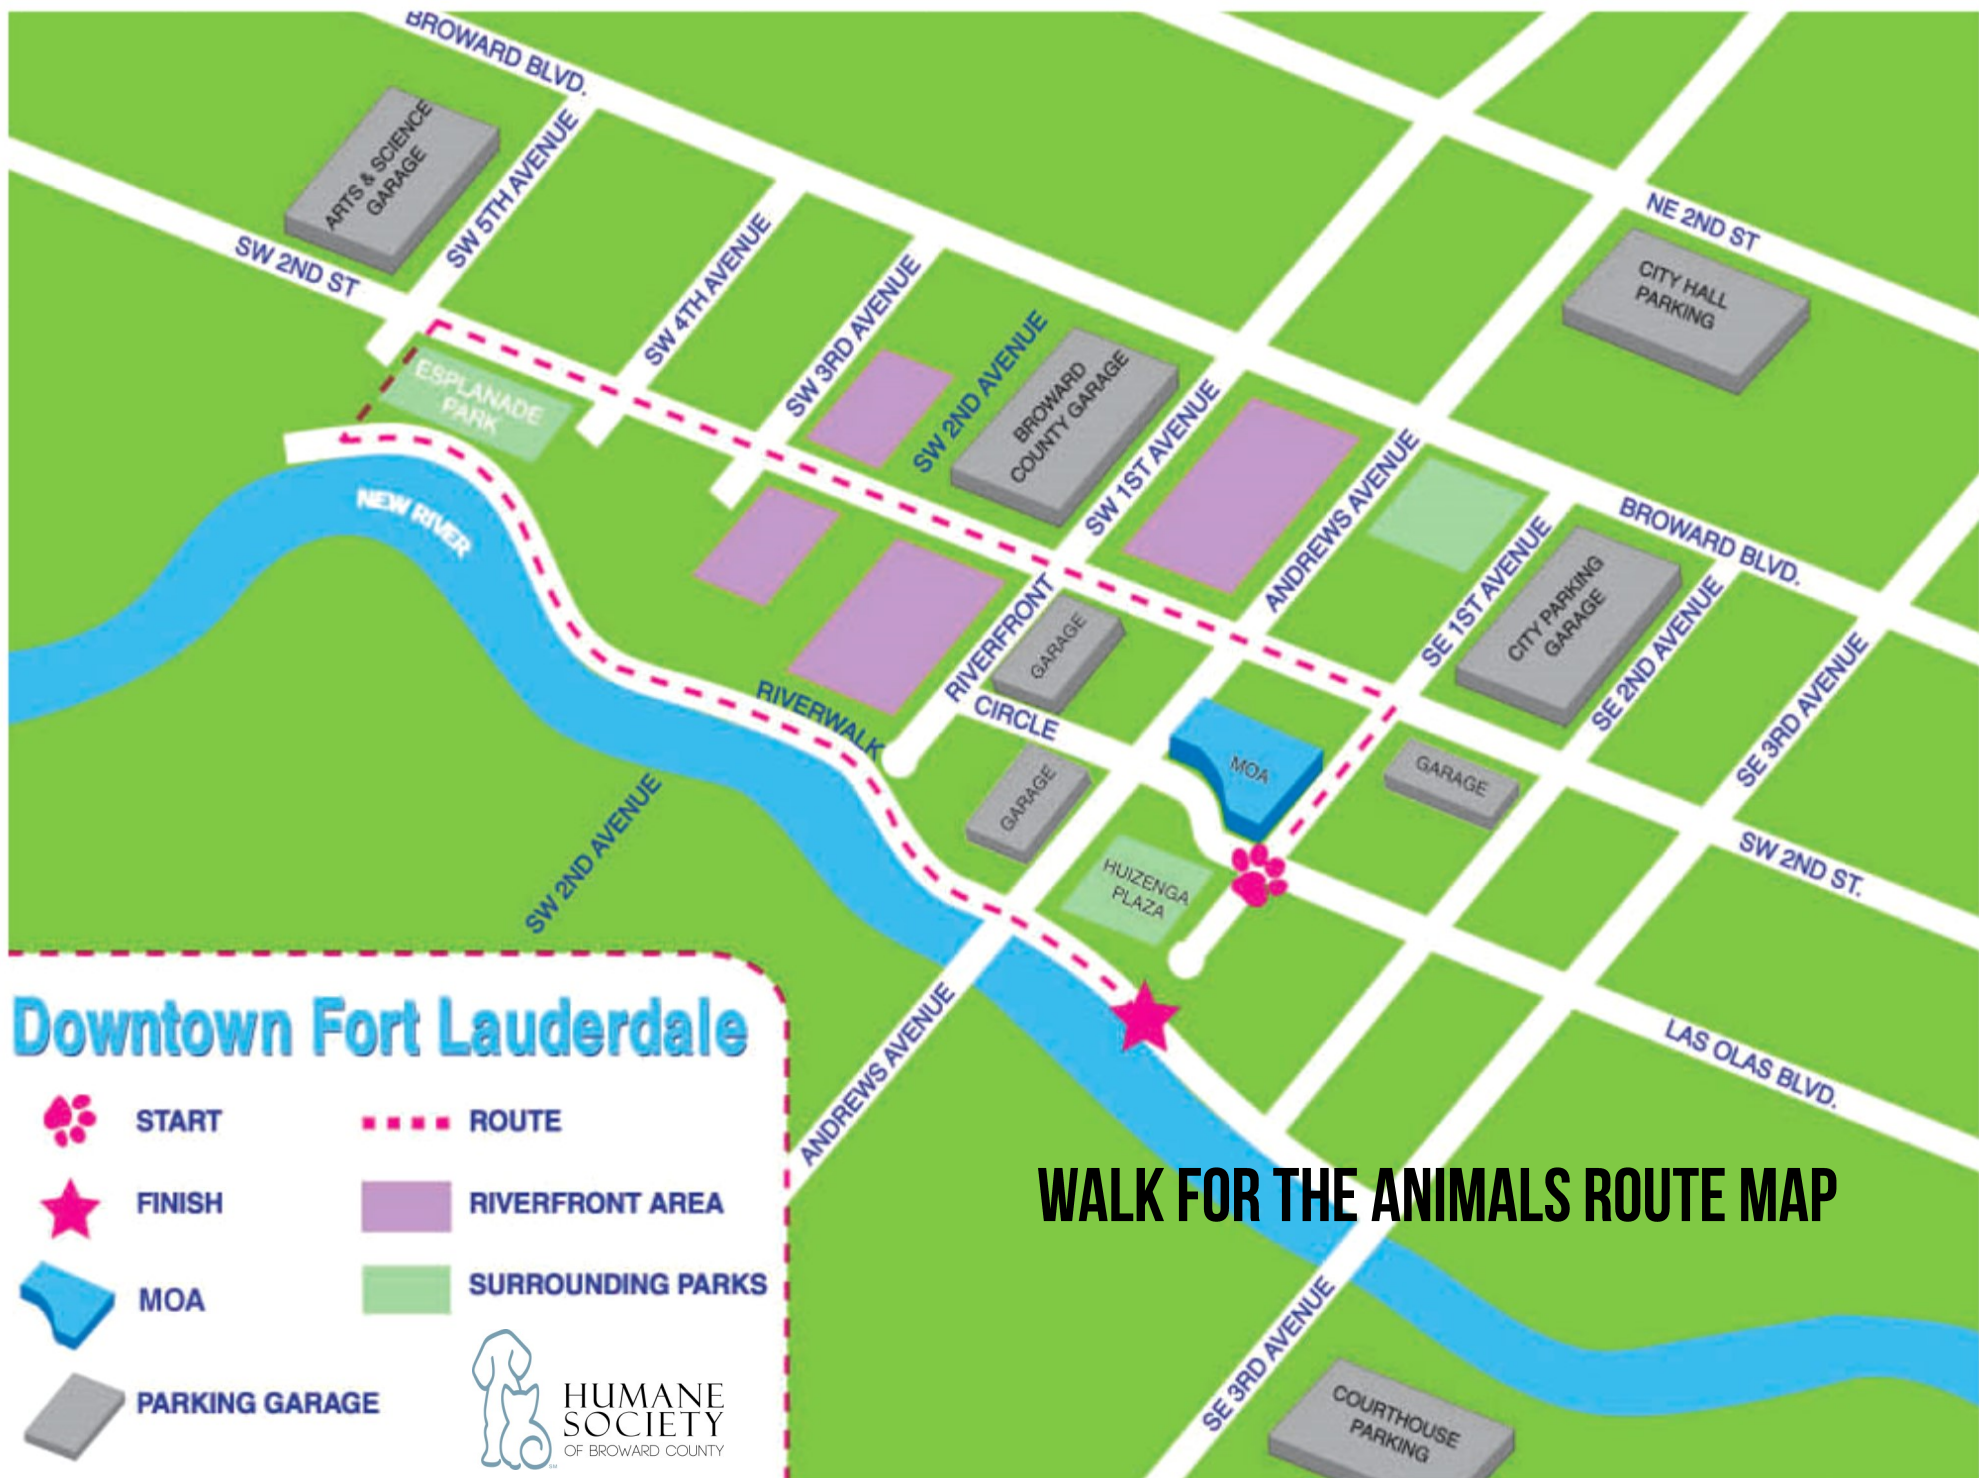 BROWARD BLVD.
ARTS & SCIENCE
GARAGE
SW 5TH AVENUE
SW 2ND ST
SW 4TH AVENUE
SW 3RD AVENUE
SW 2ND AVENUE
BROWARD
COUNTY GARAGE
NE 2ND ST
CITY HALL
PARKING
ESPLANADE
PARK
NEW RIVER
SW 1ST AVENUE
ANDREWS AVENUE
SE 1ST AVENUE
BROWARD BLVD.
CITY PARKING
GARAGE
SE 2ND AVENUE
SE 3RD AVENUE
RIVERFRONT
GARAGE
CIRCLE
RIVERWALK
GARAGE
MOA
GARAGE
SW 2ND AVENUE
HUIZENGA
PLAZA
SW 2ND ST.
LAS OLAS BLVD.
ANDREWS AVENUE
WALK FOR THE ANIMALS ROUTE MAP
SE 3RD AVENUE
COURTHOUSE
PARKING
Downtown Fort Lauderdale
START
ROUTE
FINISH
RIVERFRONT AREA
MOA
SURROUNDING PARKS
PARKING GARAGE
HUMANE
SOCIETY
OF BROWARD COUNTY
SM